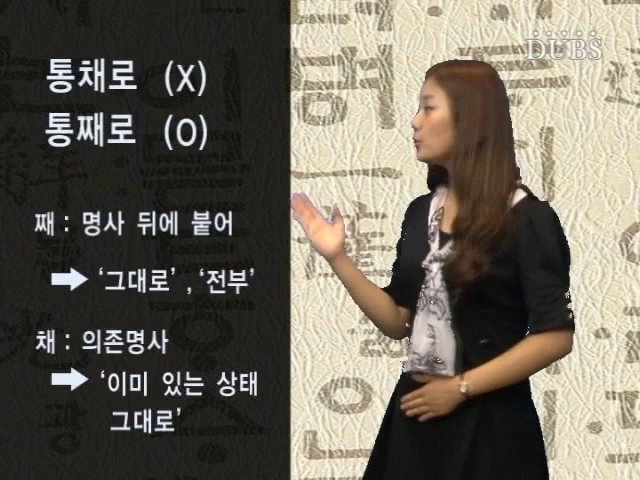 DUBS
통채로 (X)
통째로 (O)
째 : 명사 뒤에 붙어
➡ '그대로' , '전부'
채 : 의존명사
➡ '이미 있는 상태
그대로'